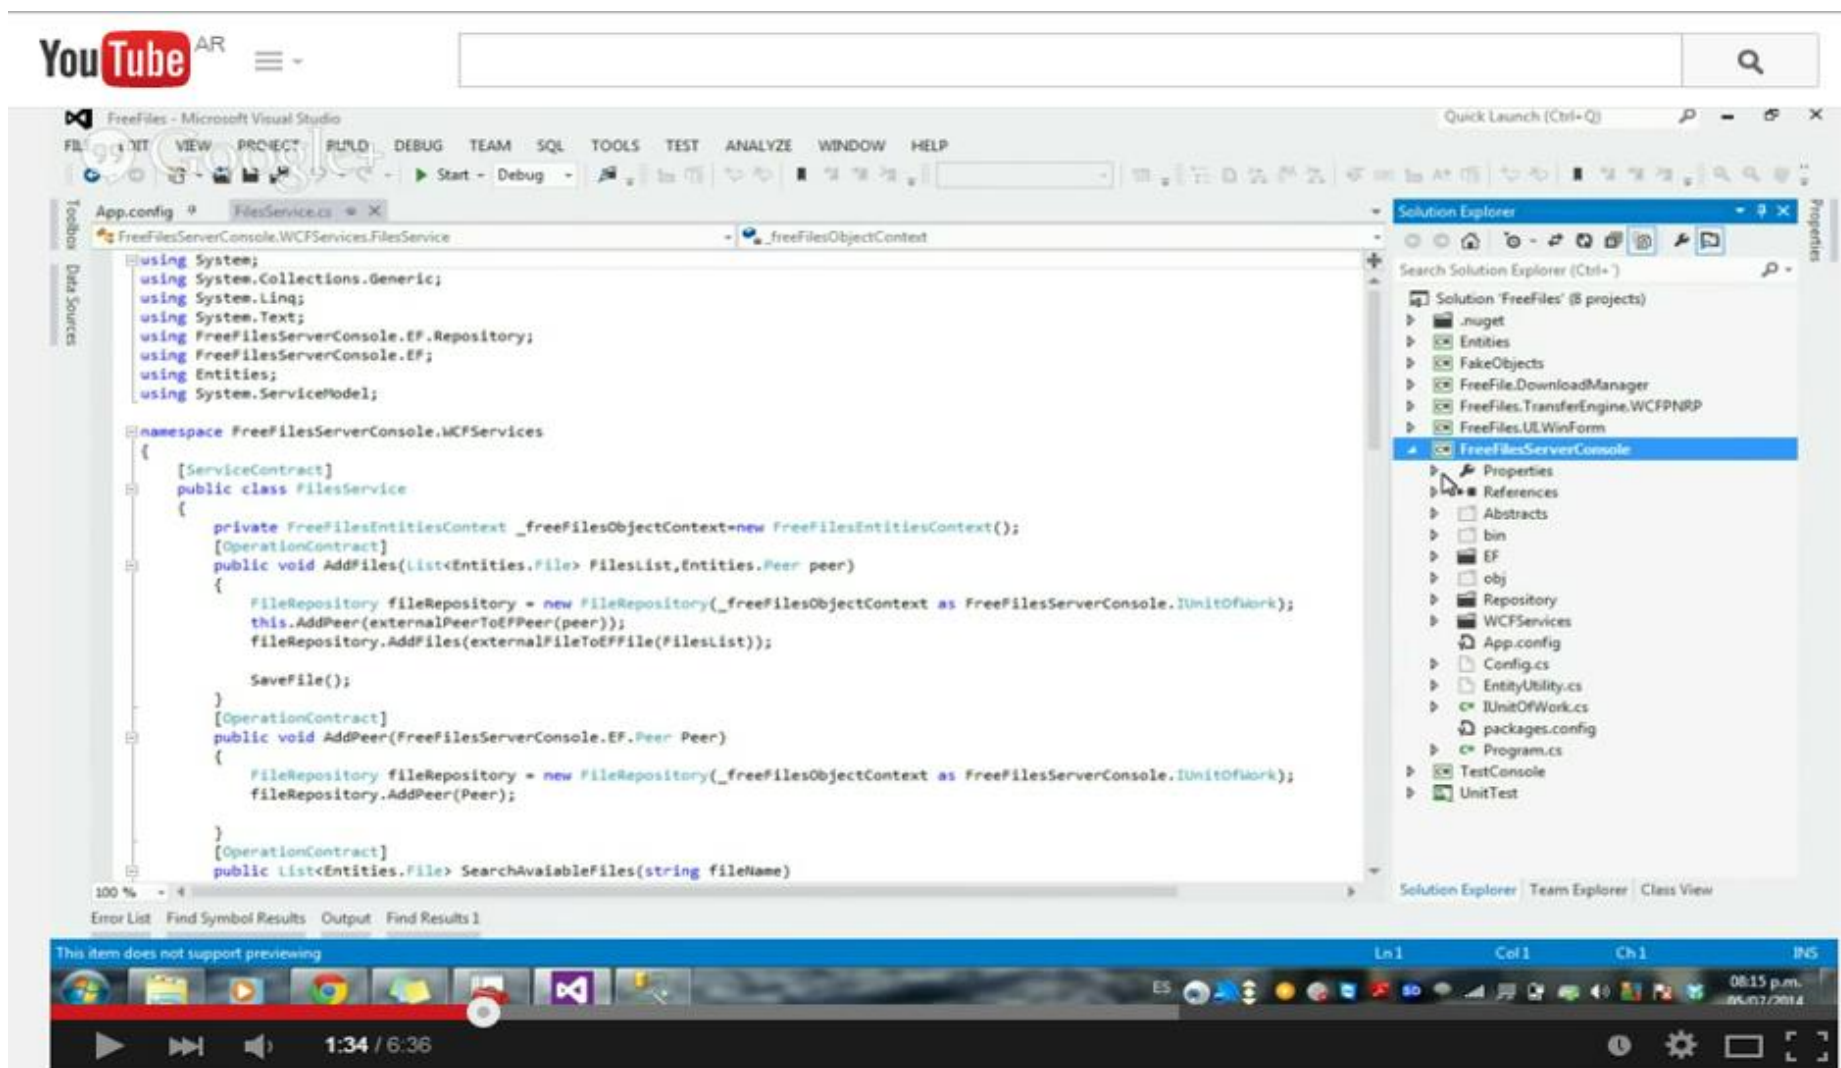 YouTube AR
FreeFiles - Microsoft Visual Studio
Quick Launch (Ctrl+Q)
VIEW PROJECT BUILD DEBUG TEAM SQL TOOLS TEST ANALYZE WINDOW HELP
99 Google+
Start Debug
Toolbox
Data Sources
App.config
FilesService.cs
FreeFilesServerConsole.WCFServices.FilesService
_freeFilesObjectContext
using System;
using System.Collections.Generic;
using System.Linq;
using System.Text;
using FreeFilesServerConsole.EF.Repository;
using FreeFilesServerConsole.EF;
using Entities;
using System.ServiceModel;
namespace FreeFilesServerConsole.WCFServices
{
[ServiceContract]
public class FilesService
{
private FreeFilesEntitiesContext _freeFilesObjectContext=new FreeFilesEntitiesContext();
[OperationContract]
public void AddFiles(List<Entities.File> FilesList,Entities.Peer peer)
{
FileRepository fileRepository = new FileRepository(_freeFilesObjectContext as FreeFilesServerConsole.IUnitOfWork);
this.AddPeer(externalPeerToEFPeer(peer));
fileRepository.AddFiles(externalFileToEFFile(FilesList));
SaveFile();
}
[OperationContract]
public void AddPeer(FreeFilesServerConsole.EF.Peer Peer)
{
FileRepository fileRepository = new FileRepository(_freeFilesObjectContext as FreeFilesServerConsole.IUnitOfWork);
fileRepository.AddPeer(Peer);
}
[OperationContract]
public List<Entities.File> SearchAvaiableFiles(string fileName)
100 %
Solution Explorer
Properties
Search Solution Explorer (Ctrl+´)
Solution 'FreeFiles' (8 projects)
.nuget
Entities
FakeObjects
FreeFile.DownloadManager
FreeFiles.TransferEngine.WCFPNRP
FreeFiles.UI.WinForm
FreeFilesServerConsole
Properties
References
Abstracts
bin
EF
obj
Repository
WCFServices
App.config
Config.cs
EntityUtility.cs
IUnitOfWork.cs
packages.config
Program.cs
TestConsole
UnitTest
Solution Explorer Team Explorer Class View
Error List Find Symbol Results Output Find Results 1
This item does not support previewing
Ln 1 Col 1 Ch 1 INS
ES
08:15 p.m.
05/07/2014
1:34 / 6:36